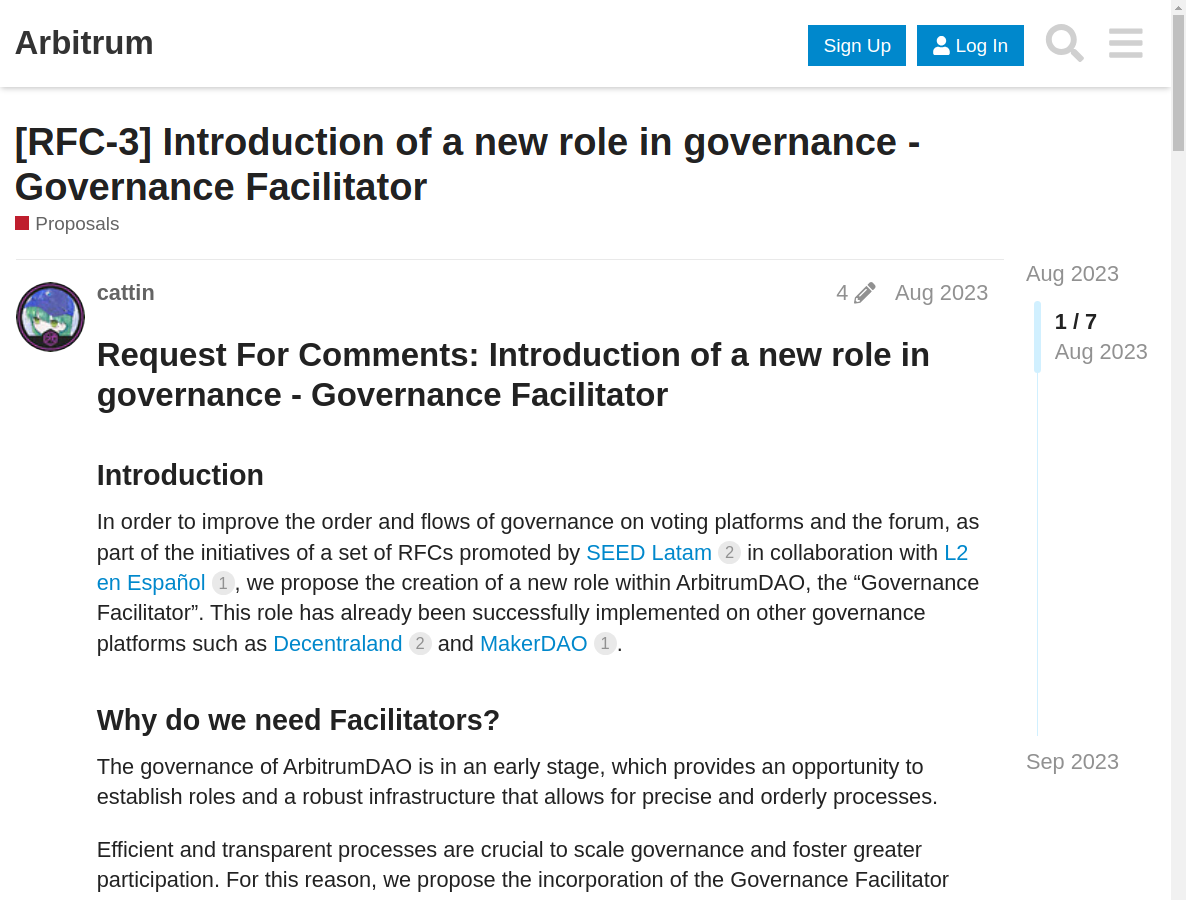 Arbitrum
Sign Up
Log In
[RFC-3] Introduction of a new role in governance -
Governance Facilitator
Proposals
cattin
4
Aug 2023
Request For Comments: Introduction of a new role in
governance - Governance Facilitator
Introduction
In order to improve the order and flows of governance on voting platforms and the forum, as
part of the initiatives of a set of RFCs promoted by SEED Latam 2 in collaboration with L2
en Español 1, we propose the creation of a new role within ArbitrumDAO, the “Governance
Facilitator”. This role has already been successfully implemented on other governance
platforms such as Decentraland 2 and MakerDAO 1.
Why do we need Facilitators?
The governance of ArbitrumDAO is in an early stage, which provides an opportunity to
establish roles and a robust infrastructure that allows for precise and orderly processes.
Efficient and transparent processes are crucial to scale governance and foster greater
participation. For this reason, we propose the incorporation of the Governance Facilitator
Aug 2023
1 / 7
Aug 2023
Sep 2023